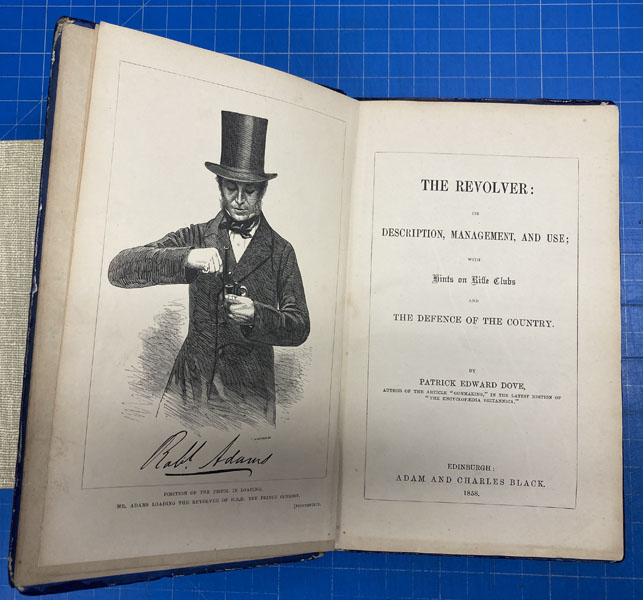 Robt. Adams
POSITION OF THE PISTOL IN LOADING.
MR. ADAMS LOADING THE REVOLVER OF H.R.H. THE PRINCE CONSORT.
[FRONTISPIECE.
THE REVOLVER:
ITS
DESCRIPTION, MANAGEMENT, AND USE;
WITH
Hints on Rifle Clubs
AND
THE DEFENCE OF THE COUNTRY.
BY
PATRICK EDWARD DOVE,
AUTHOR OF THE ARTICLE "GUNMAKING," IN THE LATEST EDITION OF
"THE ENCYCLOPÆDIA BRITANNICA."
EDINBURGH:
ADAM AND CHARLES BLACK.
1858.